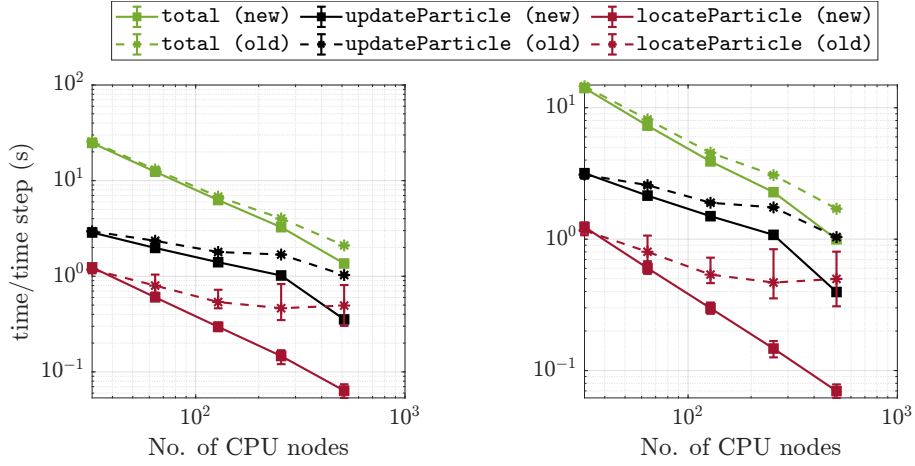 total (new) updateParticle (new) locateParticle (new)
total (old) updateParticle (old) locateParticle (old)
time/time step (s)
10^2
10^1
10^0
10^-1
10^2 10^3
No. of CPU nodes
10^1
10^0
10^-1
10^2 10^3
No. of CPU nodes